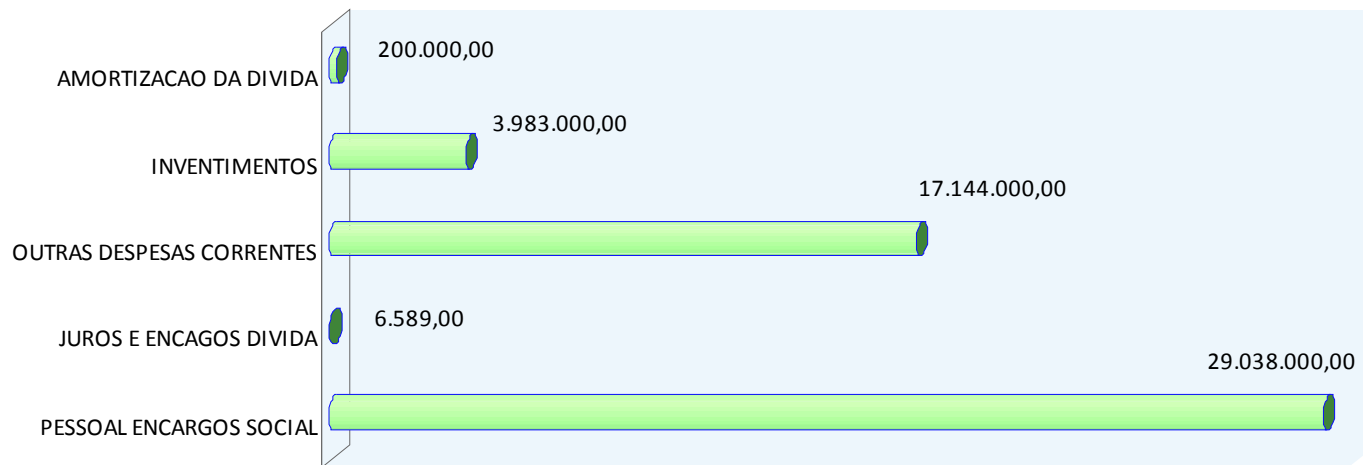 AMORTIZACAO DA DIVIDA
200.000,00
INVENTIMENTOS
3.983.000,00
OUTRAS DESPESAS CORRENTES
17.144.000,00
JUROS E ENCAGOS DIVIDA
6.589,00
PESSOAL ENCARGOS SOCIAL
29.038.000,00